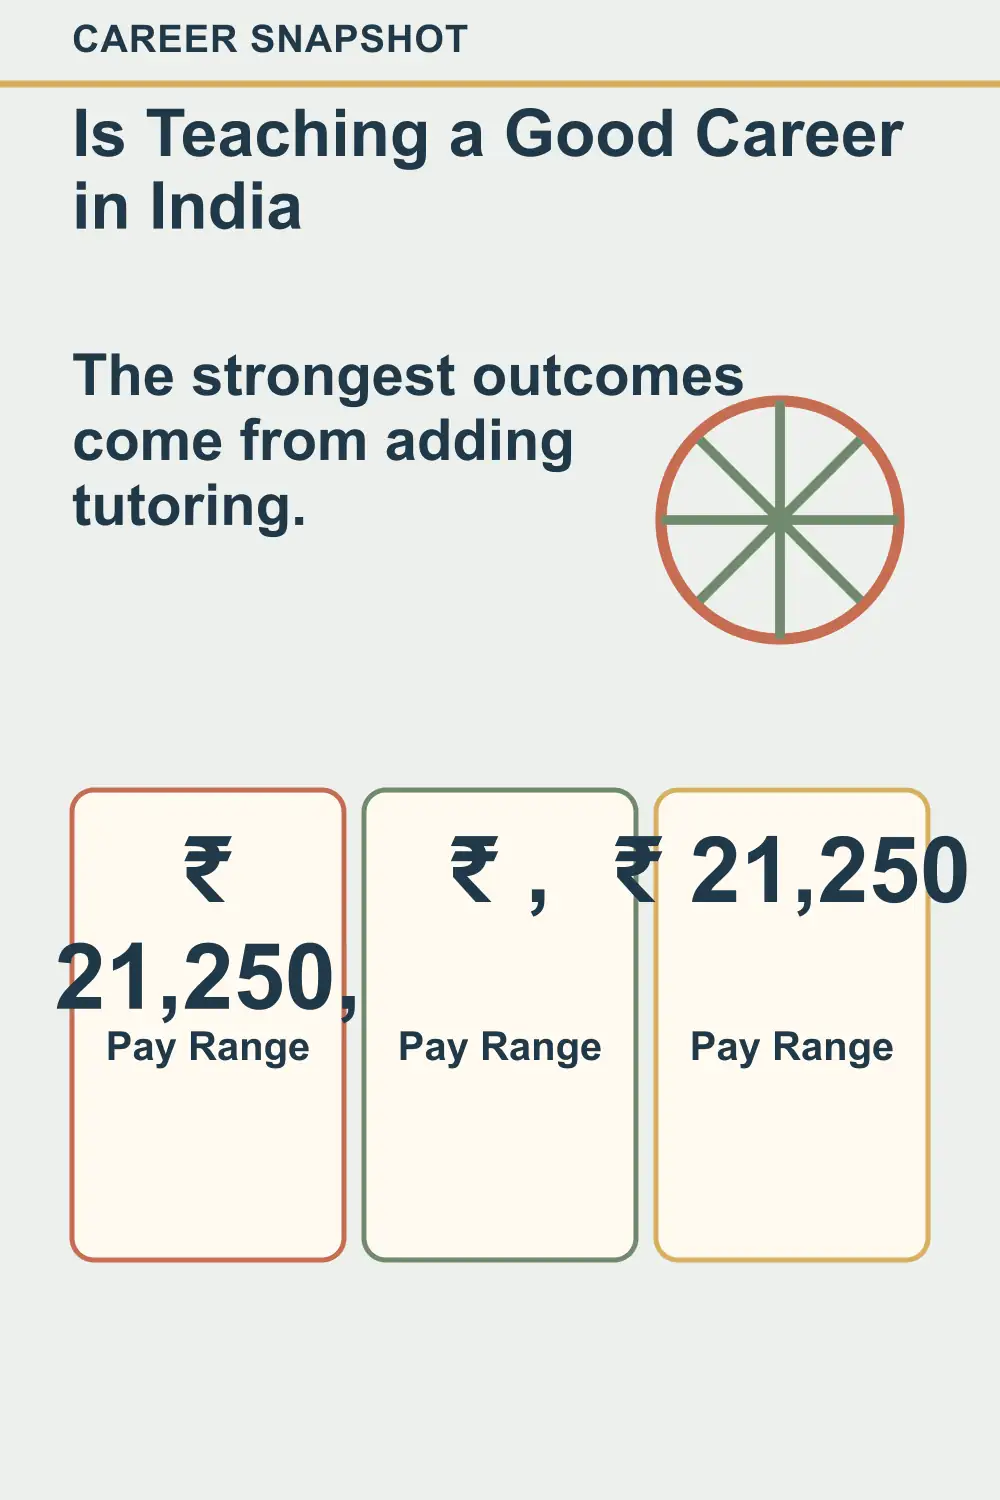 CAREER SNAPSHOT
Is Teaching a Good Career
in India
The strongest outcomes
come from adding
tutoring.
₹
21,250,
Pay Range
₹ ,
Pay Range
₹ 21,250
Pay Range